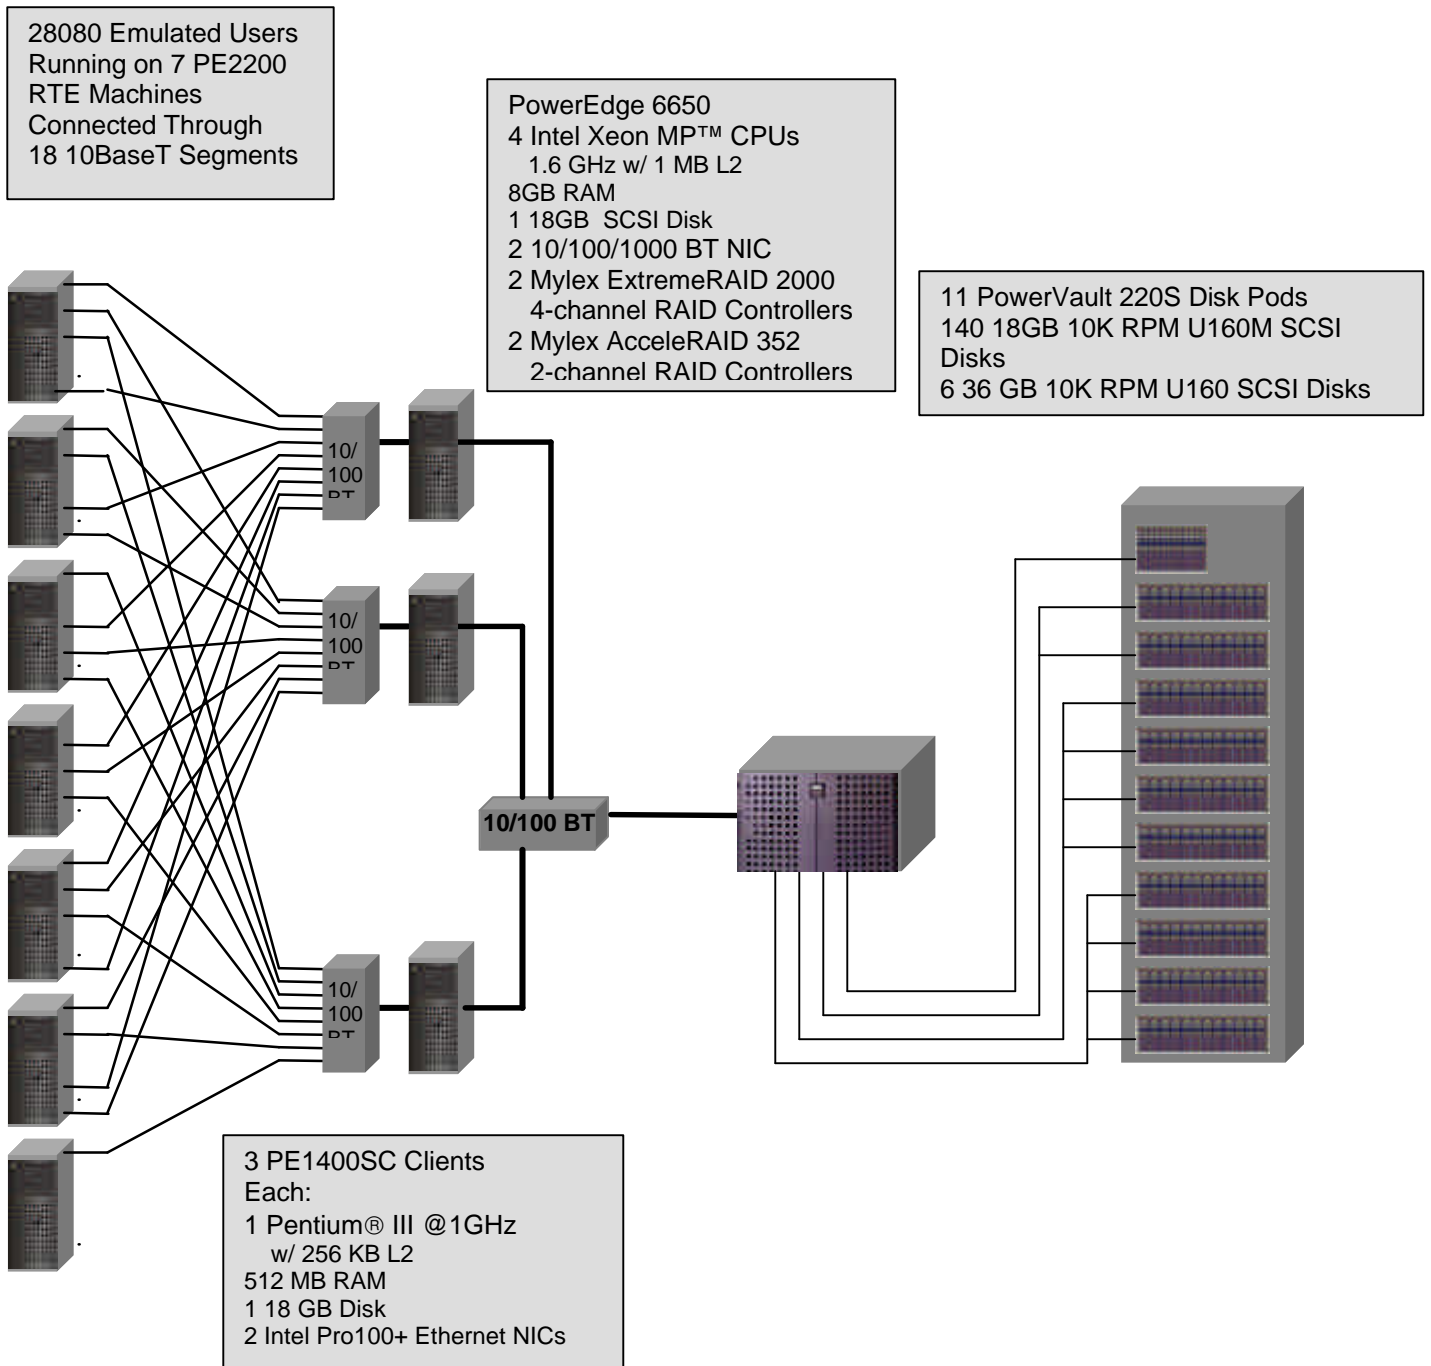 28080 Emulated Users
Running on 7 PE2200
RTE Machines
Connected Through
18 10BaseT Segments
PowerEdge 6650
4 Intel Xeon MP™ CPUs
1.6 GHz w/ 1 MB L2
8GB RAM
1 18GB SCSI Disk
2 10/100/1000 BT NIC
2 Mylex ExtremeRAID 2000
4-channel RAID Controllers
2 Mylex AcceleRAID 352
2-channel RAID Controllers
11 PowerVault 220S Disk Pods
140 18GB 10K RPM U160M SCSI
Disks
6 36 GB 10K RPM U160 SCSI Disks
10/
100
BT
10/
100
BT
10/100 BT
10/
100
BT
3 PE1400SC Clients
Each:
1 Pentium® III @1GHz
w/ 256 KB L2
512 MB RAM
1 18 GB Disk
2 Intel Pro100+ Ethernet NICs